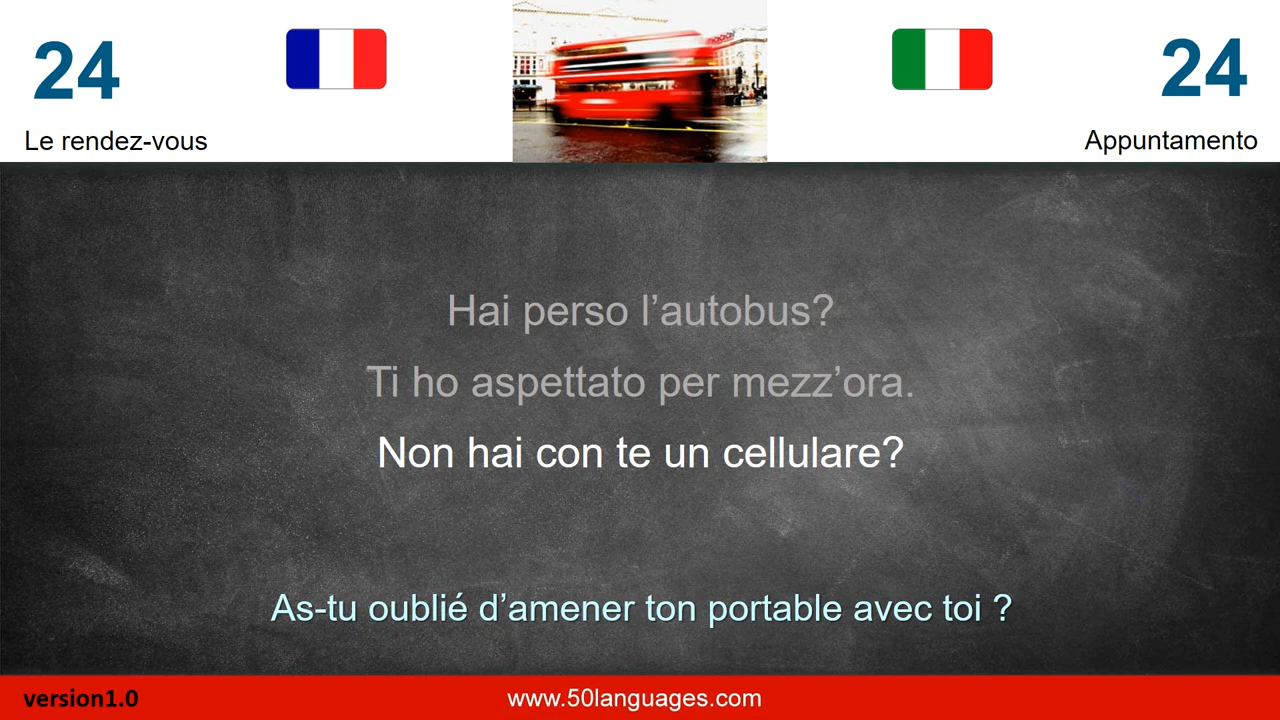 24
24
Le rendez-vous
Appuntamento
Hai perso l’autobus?
Ti ho aspettato per mezz’ora.
Non hai con te un cellulare?
As-tu oublié d’amener ton portable avec toi ?
version1.0
www.50languages.com